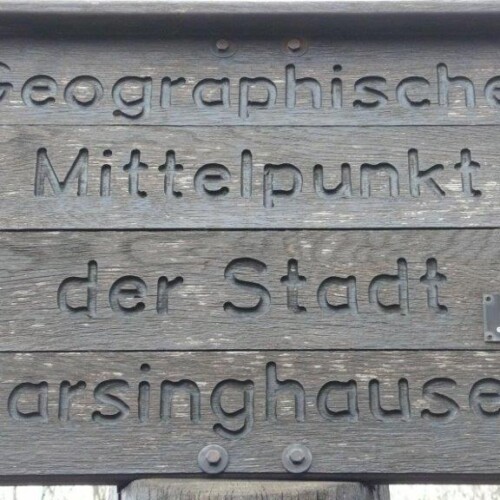 Geographische
Mittelpunkt
der Stadt
arsinghause